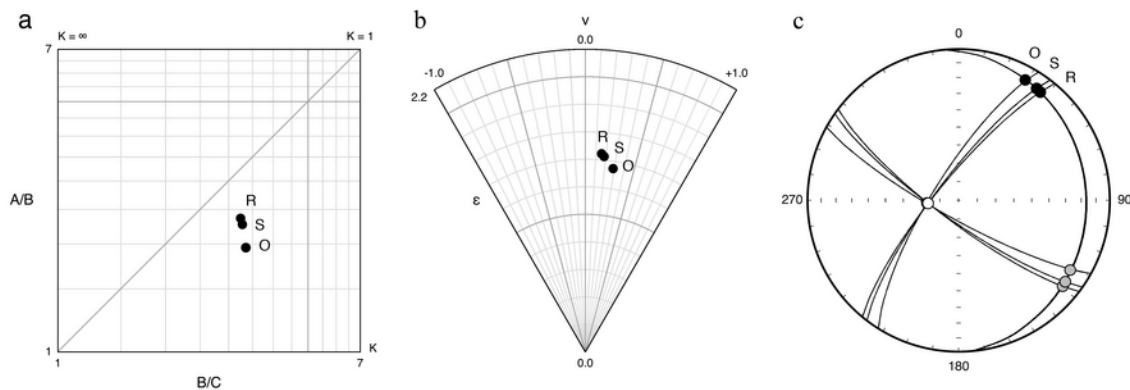 a
K = ∞
K = 1
7
A/B
R
S
O
1
K
1
7
B/C
b
ν
0.0
-1.0
+1.0
2.2
R
S
O
ε
0.0
c
0
O S R
270
90
180